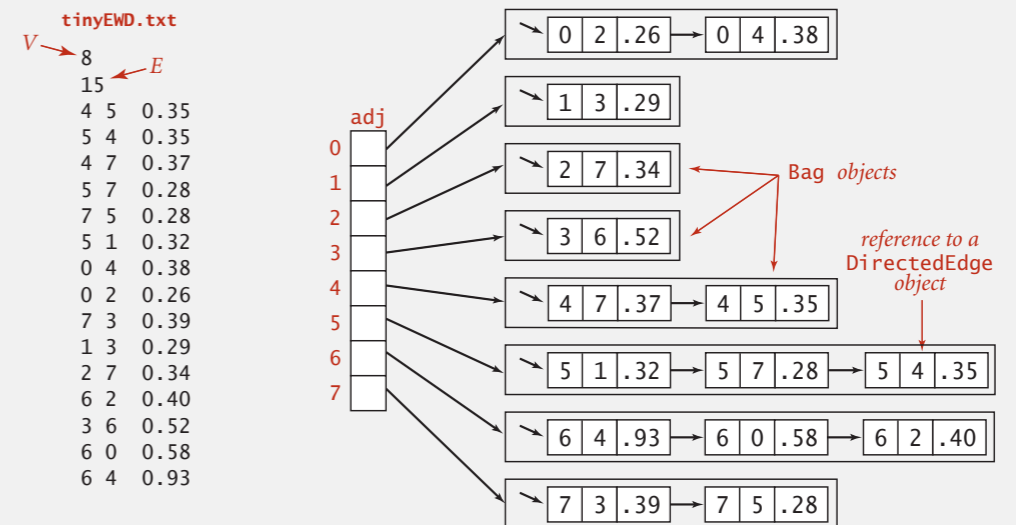 tinyEWD.txt
V
8
E
15
4 5 0.35
5 4 0.35
4 7 0.37
5 7 0.28
7 5 0.28
5 1 0.32
0 4 0.38
0 2 0.26
7 3 0.39
1 3 0.29
2 7 0.34
6 2 0.40
3 6 0.52
6 0 0.58
6 4 0.93
adj
0
1
2
3
4
5
6
7
0 2 .26 0 4 .38
1 3 .29
2 7 .34
3 6 .52
4 7 .37 4 5 .35
5 1 .32 5 7 .28 5 4 .35
6 4 .93 6 0 .58 6 2 .40
7 3 .39 7 5 .28
Bag objects
reference to a
DirectedEdge
object